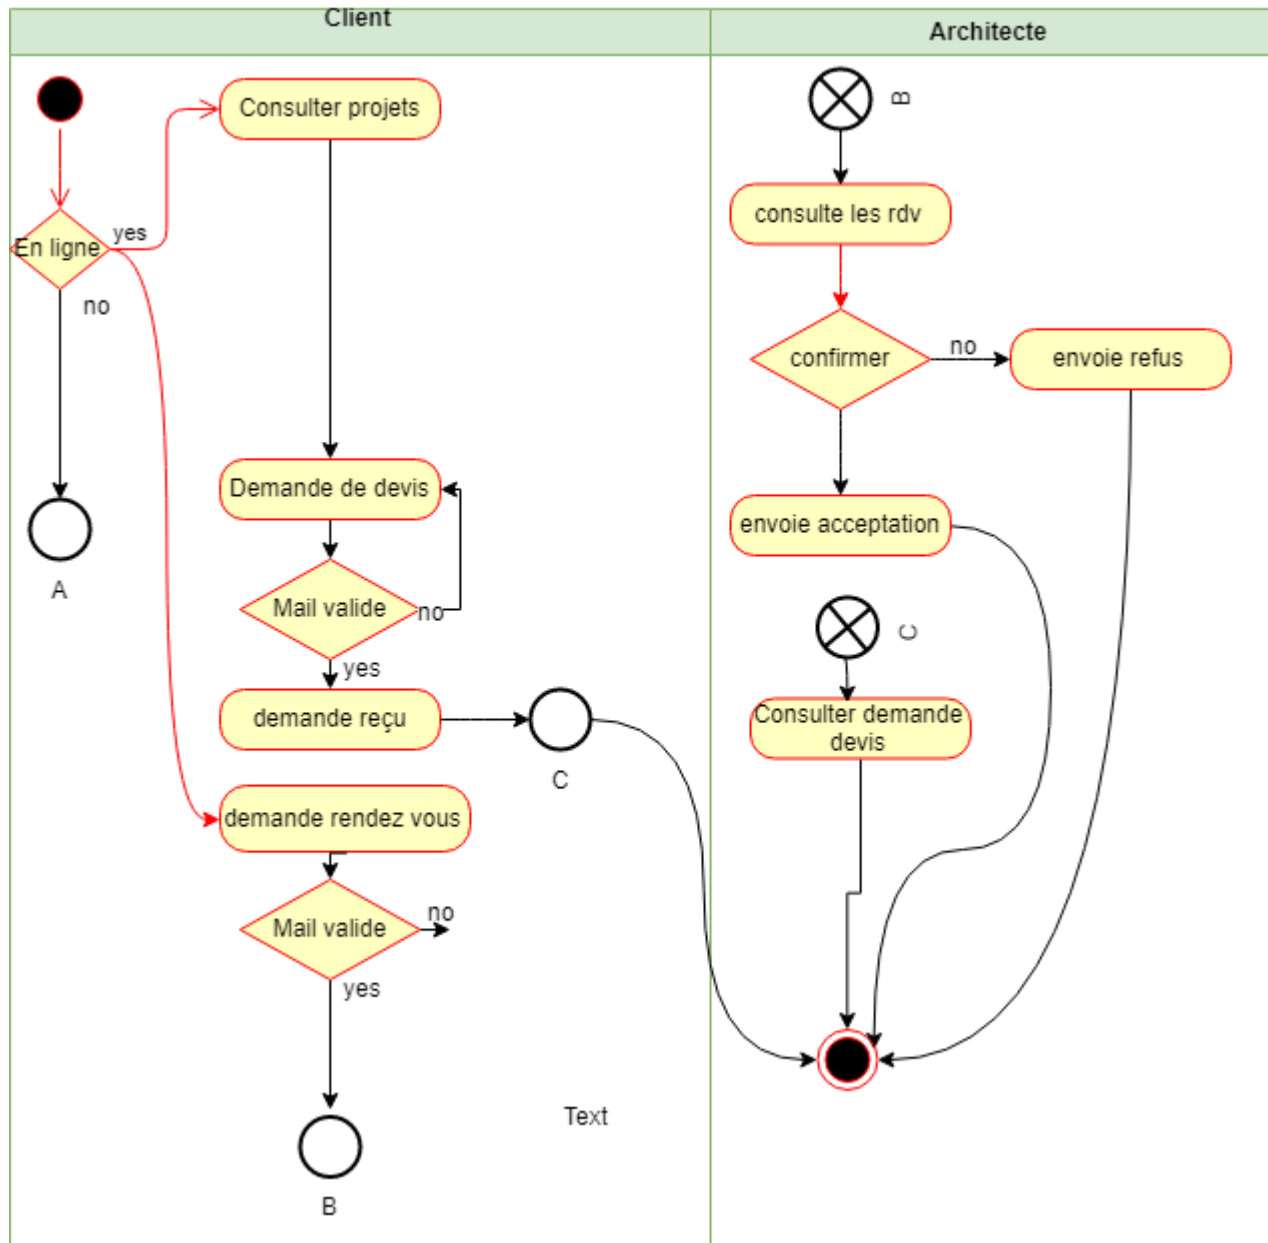 Client
Architecte
Consulter projets
B
yes
En ligne
no
consulte les rdv
confirmer
no
envoie refus
Demande de devis
envoie acceptation
A
Mail valide
no
yes
C
demande reçu
Consulter demande
devis
C
demande rendez vous
no
Mail valide
yes
Text
B